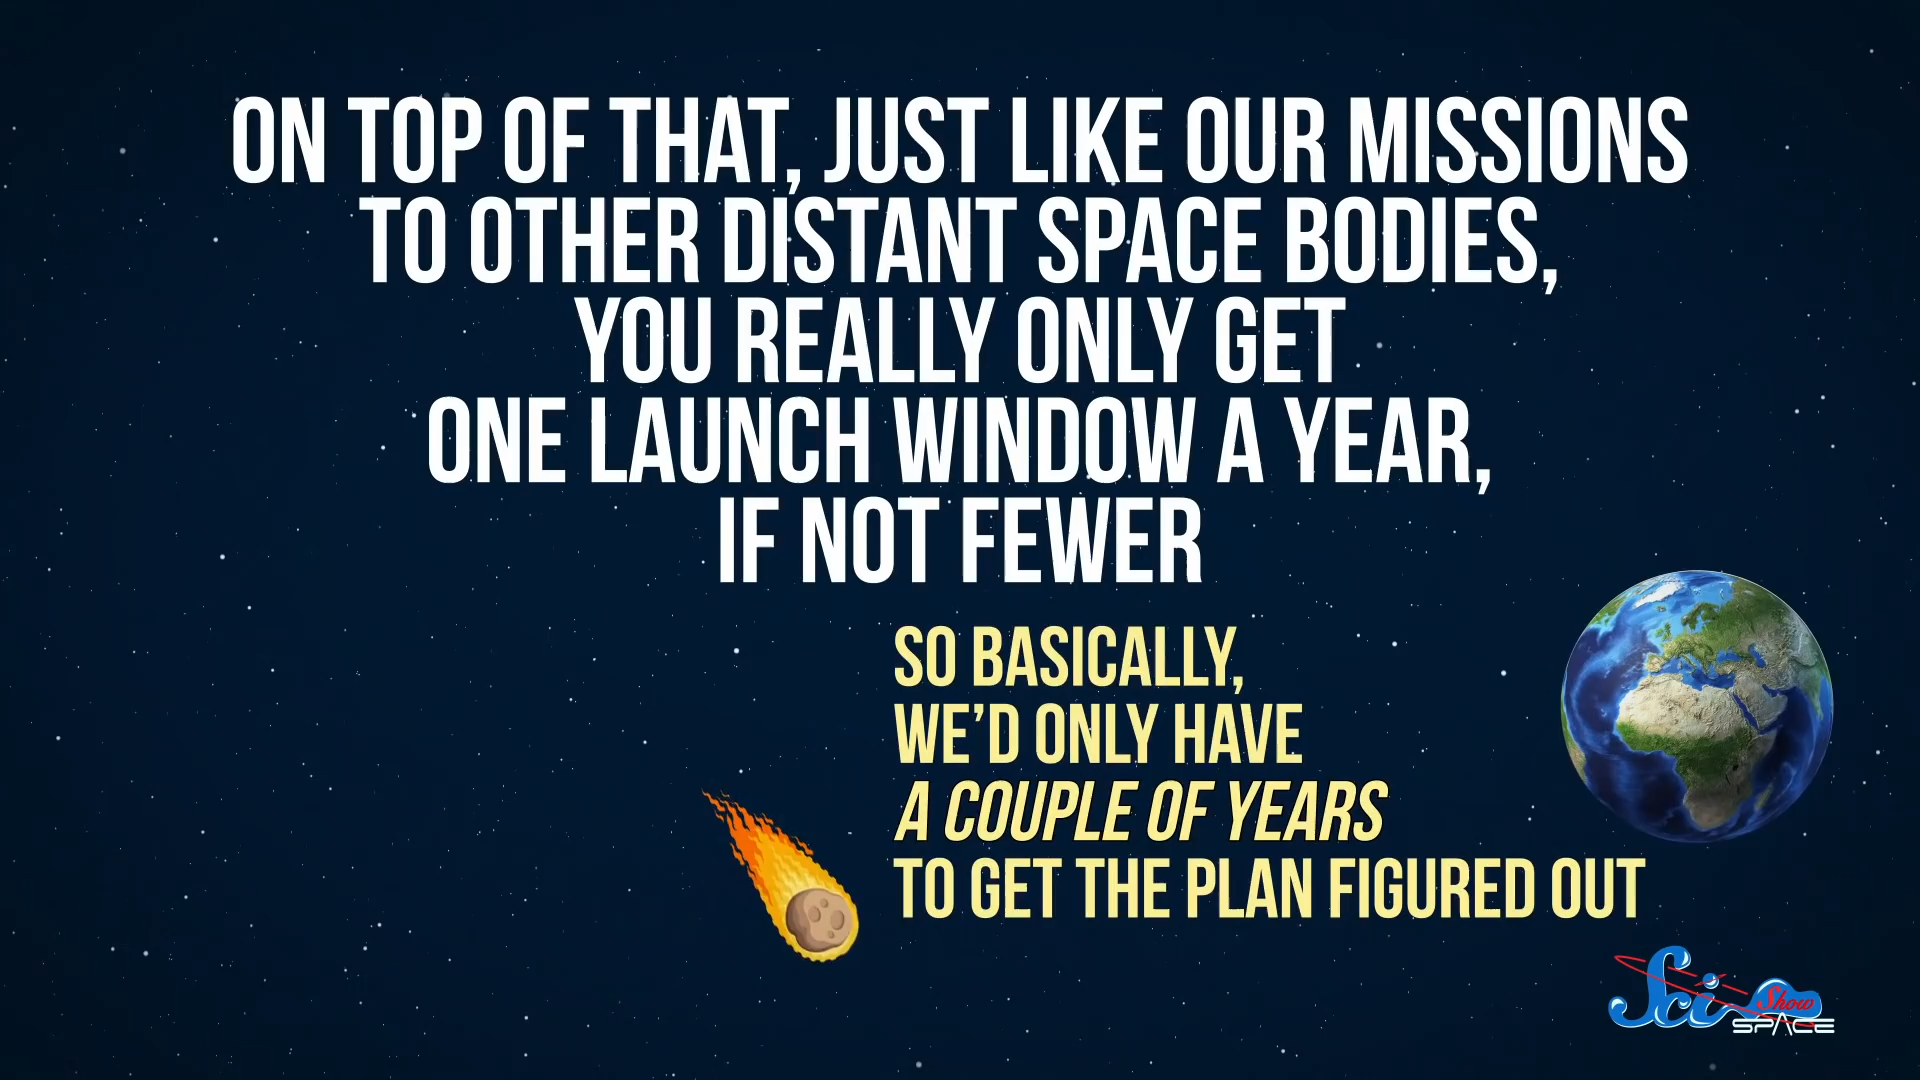 ON TOP OF THAT, JUST LIKE OUR MISSIONS
TO OTHER DISTANT SPACE BODIES,
YOU REALLY ONLY GET
ONE LAUNCH WINDOW A YEAR,
IF NOT FEWER
SO BASICALLY,
WE’D ONLY HAVE
A COUPLE OF YEARS
TO GET THE PLAN FIGURED OUT
Sci Show
SPACE